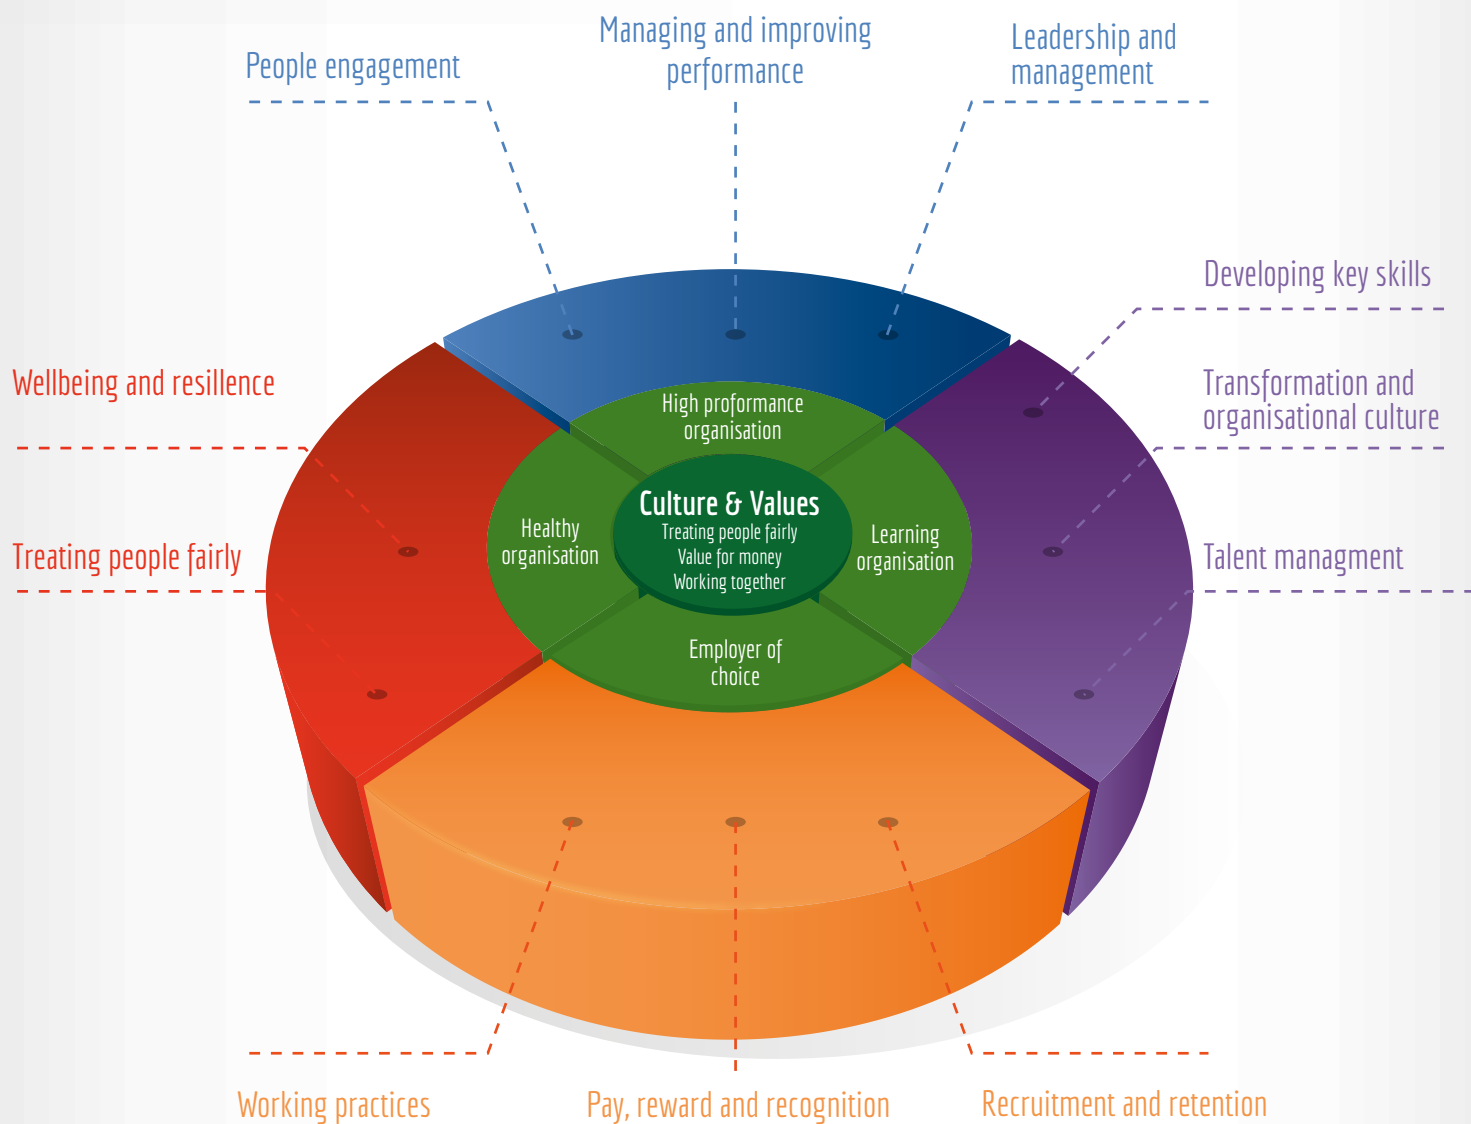 Managing and improving
performance
Leadership and
management
People engagement
Developing key skills
Wellbeing and resillence
Transformation and
organisational culture
High proformance
organisation
Culture & Values
Treating people fairly
Value for money
Working together
Healthy
organisation
Learning
organisation
Treating people fairly
Talent managment
Employer of
choice
Working practices
Pay, reward and recognition
Recruitment and retention